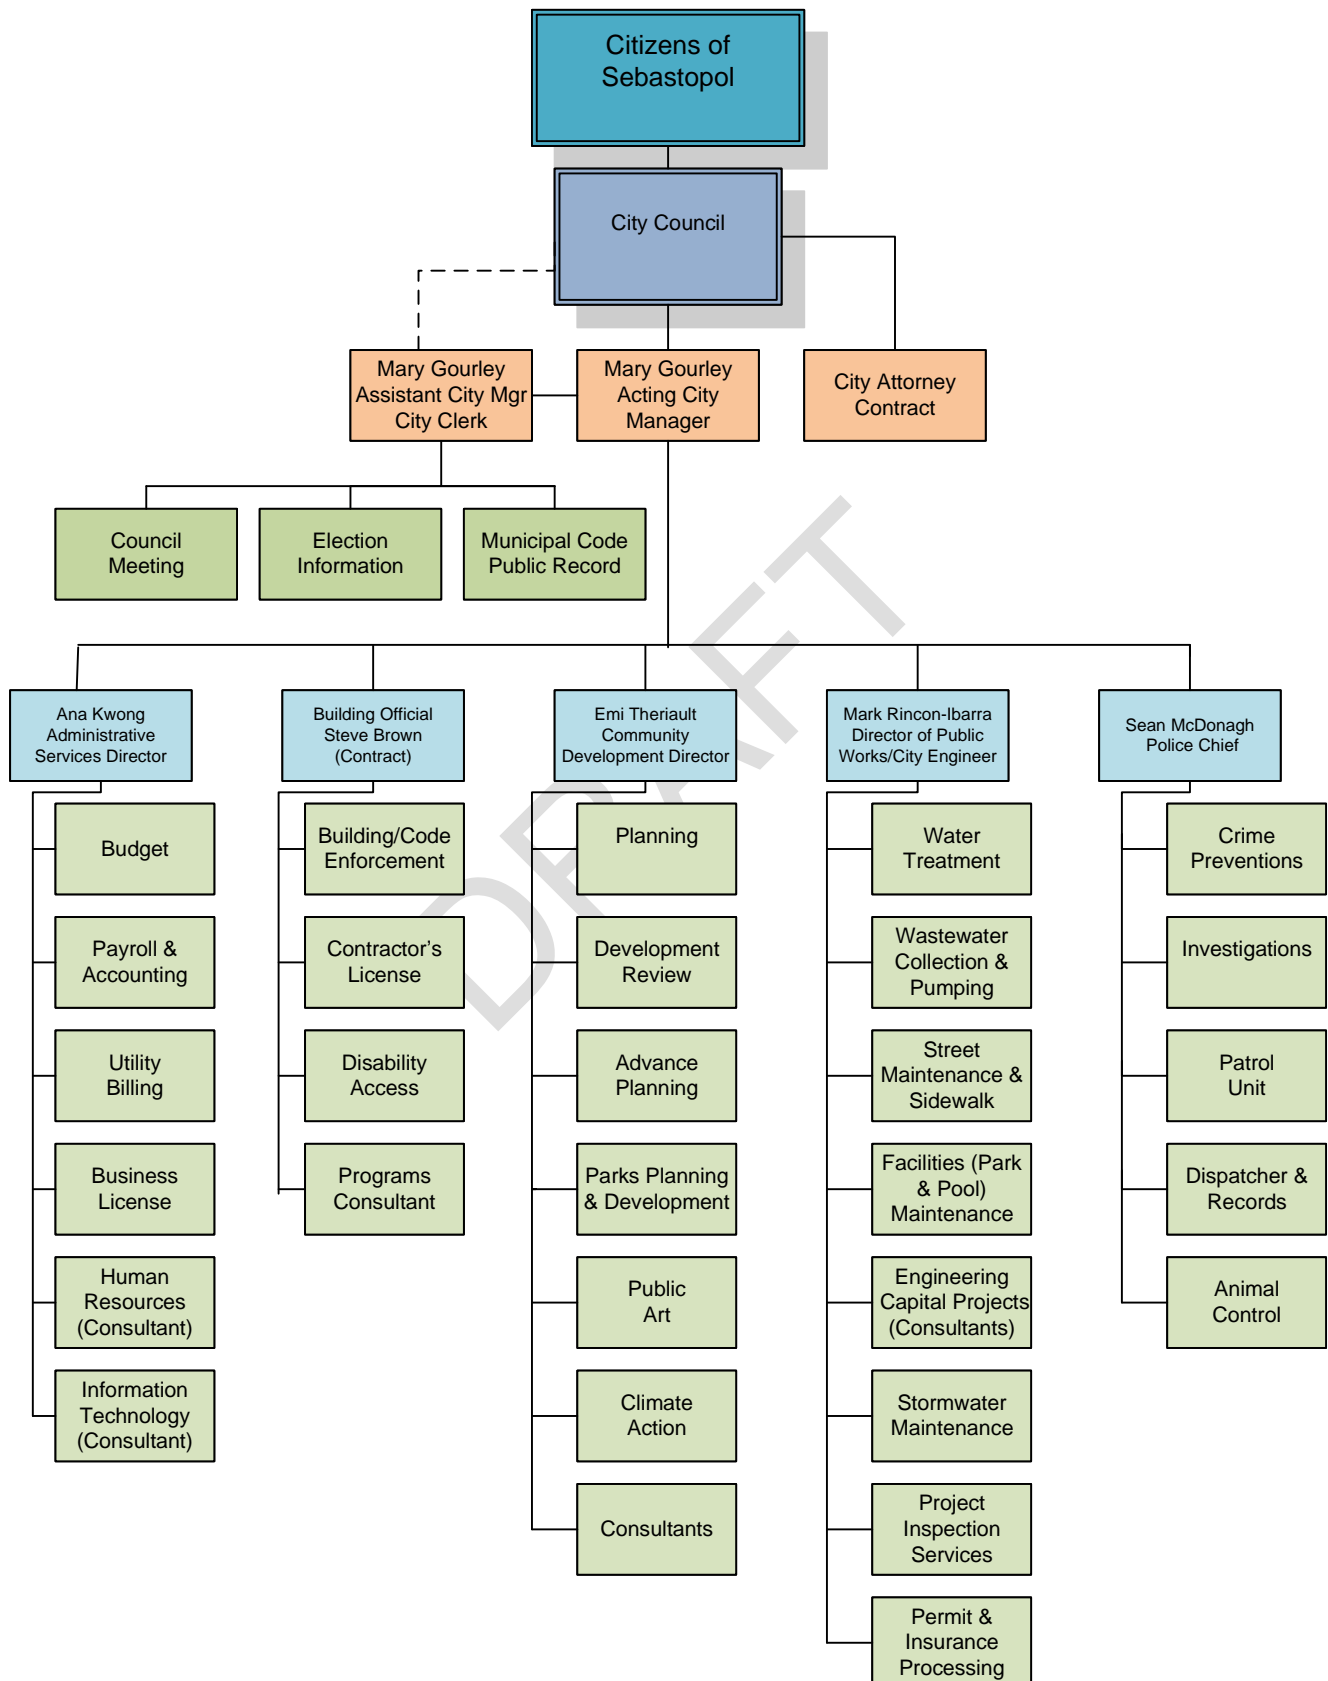 Citizens of
Sebastopol
City Council
Mary Gourley
Assistant City Mgr
City Clerk
Mary Gourley
Acting City
Manager
City Attorney
Contract
Council
Meeting
Election
Information
Municipal Code
Public Record
DRAFT
Ana Kwong
Administrative
Services Director
Building Official
Steve Brown
(Contract)
Emi Theriault
Community
Development Director
Mark Rincon-Ibarra
Director of Public
Works/City Engineer
Sean McDonagh
Police Chief
Budget
Payroll &
Accounting
Utility
Billing
Business
License
Human
Resources
(Consultant)
Information
Technology
(Consultant)
Building/Code
Enforcement
Contractor's
License
Disability
Access
Programs
Consultant
Planning
Development
Review
Advance
Planning
Parks Planning
& Development
Public
Art
Climate
Action
Consultants
Water
Treatment
Wastewater
Collection &
Pumping
Street
Maintenance &
Sidewalk
Facilities (Park
& Pool)
Maintenance
Engineering
Capital Projects
(Consultants)
Stormwater
Maintenance
Project
Inspection
Services
Permit &
Insurance
Processing
Crime
Preventions
Investigations
Patrol
Unit
Dispatcher &
Records
Animal
Control